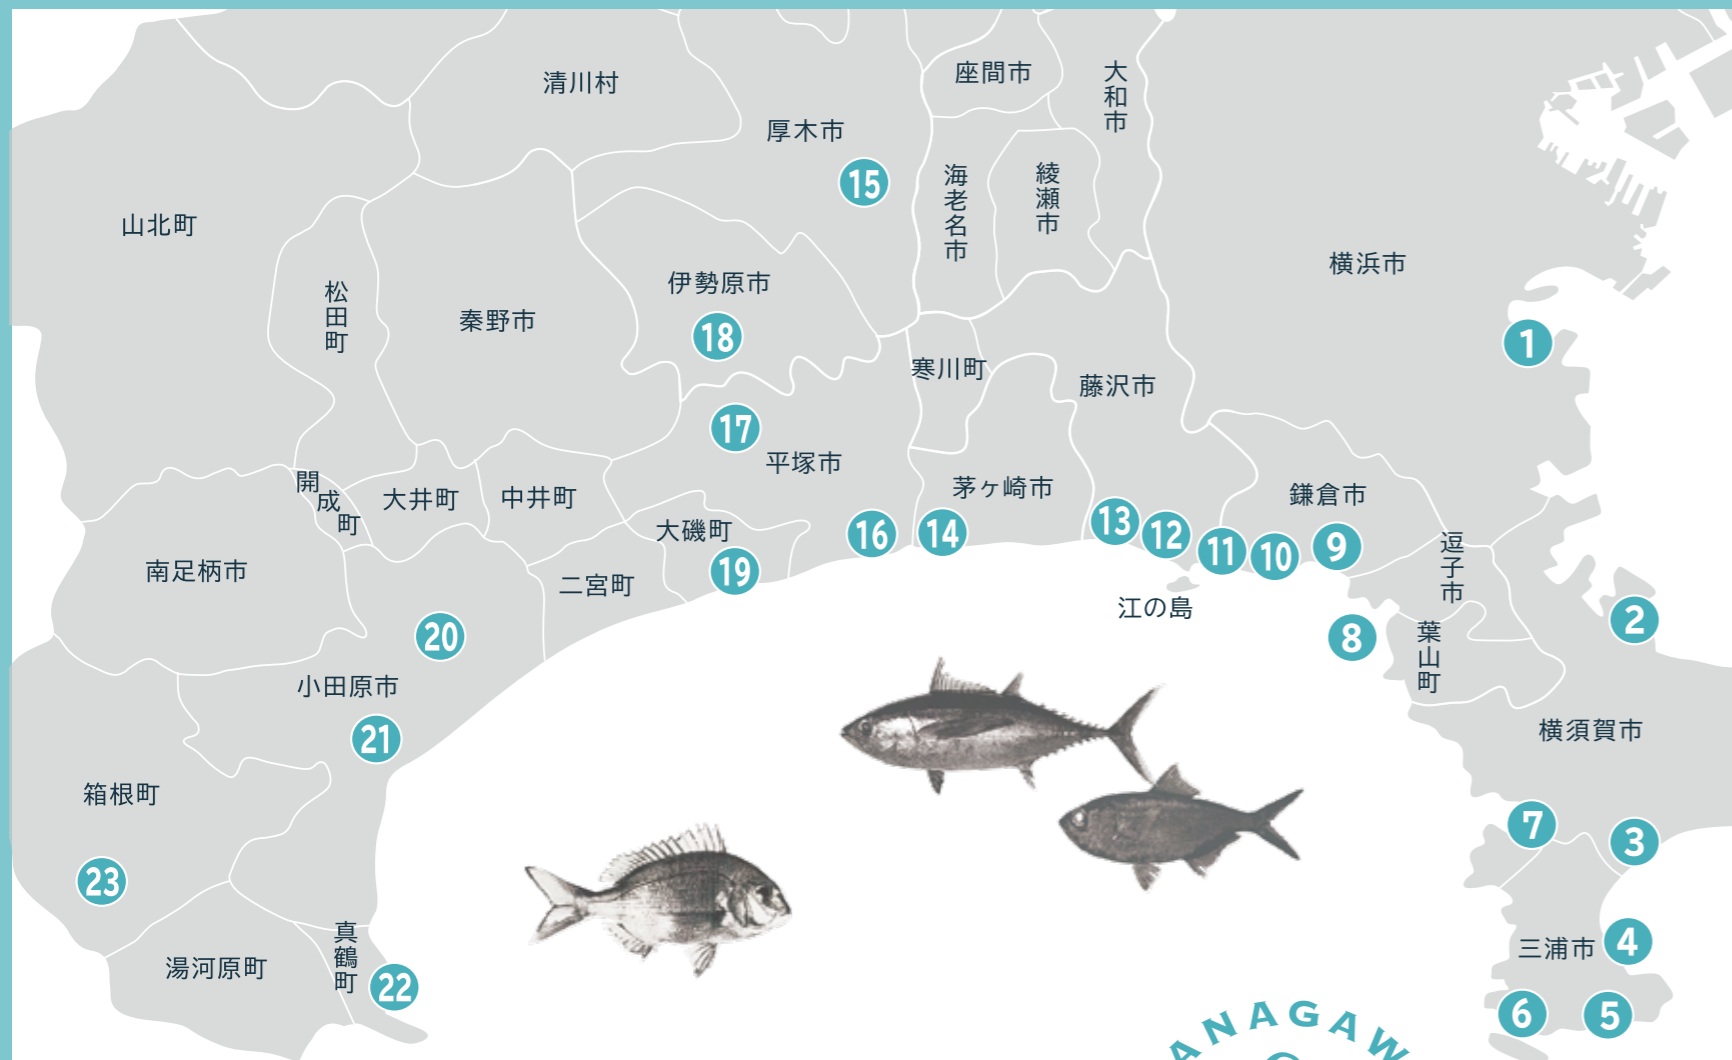 清川村
座間市
大和市
厚木市
15
海老名市
綾瀬市
山北町
横浜市
伊勢原市
松田町
秦野市
18
1
寒川町
藤沢市
17
平塚市
開成町
大井町
中井町
茅ヶ崎市
鎌倉市
大磯町
16
14
13
12
11
10
9
逗子市
南足柄市
二宮町
19
江の島
20
8
葉山町
2
小田原市
21
横須賀市
箱根町
7
3
23
真鶴町
三浦市
4
湯河原町
22
6
5
ANAGAW